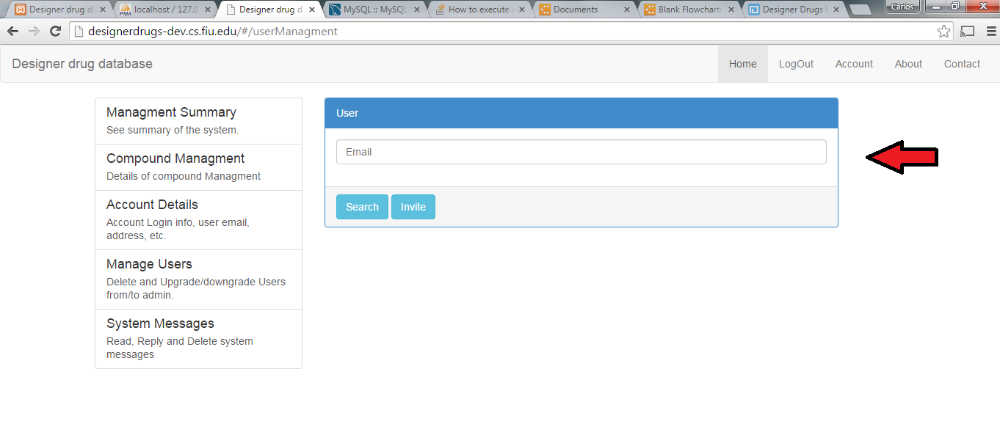 Designer drug d
localhost / 127.0
Designer drug d
MySQL :: MySQL
How to execute
Documents
Blank Flowchart
Designer Drugs D
Carlos
designerdrugs-dev.cs.fiu.edu/#/userManagment
Designer drug database
Home
LogOut
Account
About
Contact
Managment Summary
See summary of the system.
Compound Managment
Details of compound Managment
Account Details
Account Login info, user email,
address, etc.
Manage Users
Delete and Upgrade/downgrade Users
from/to admin.
System Messages
Read, Reply and Delete system
messages
User
Email
Search
Invite